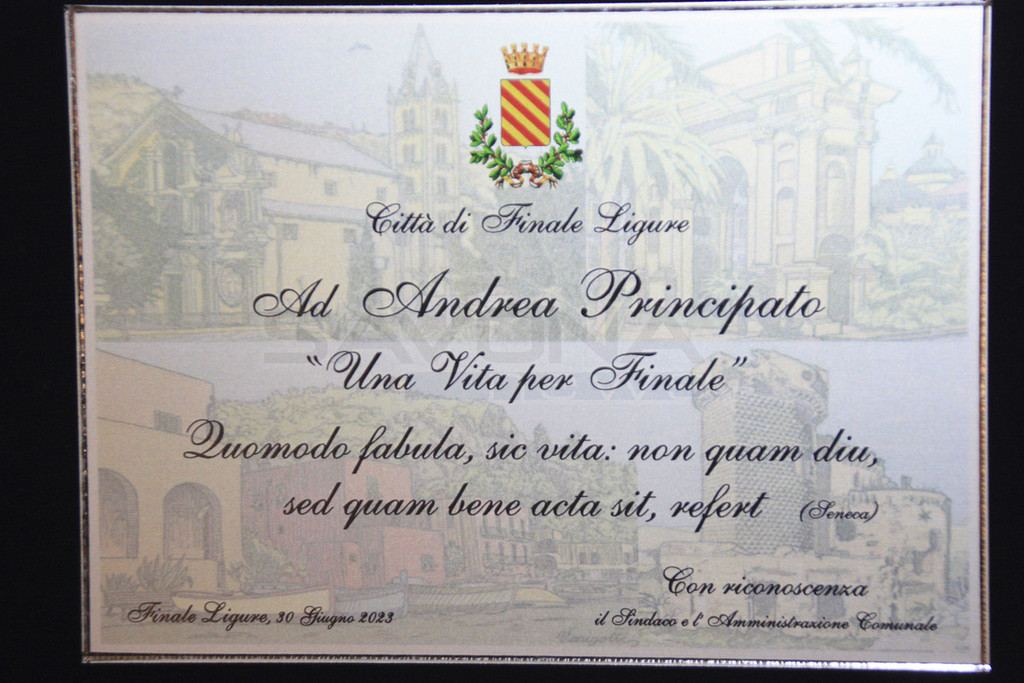 Città di Finale Ligure
Ad Andrea Principato
"Una Vita per Finale"
Quomodo fabula, sic vita: non quam diu,
sed quam bene acta sit, refert (Seneca)
Con riconoscenza
Finale Ligure, 30 Giugno 2023
il Sindaco e l'Amministrazione Comunale
SAVONA